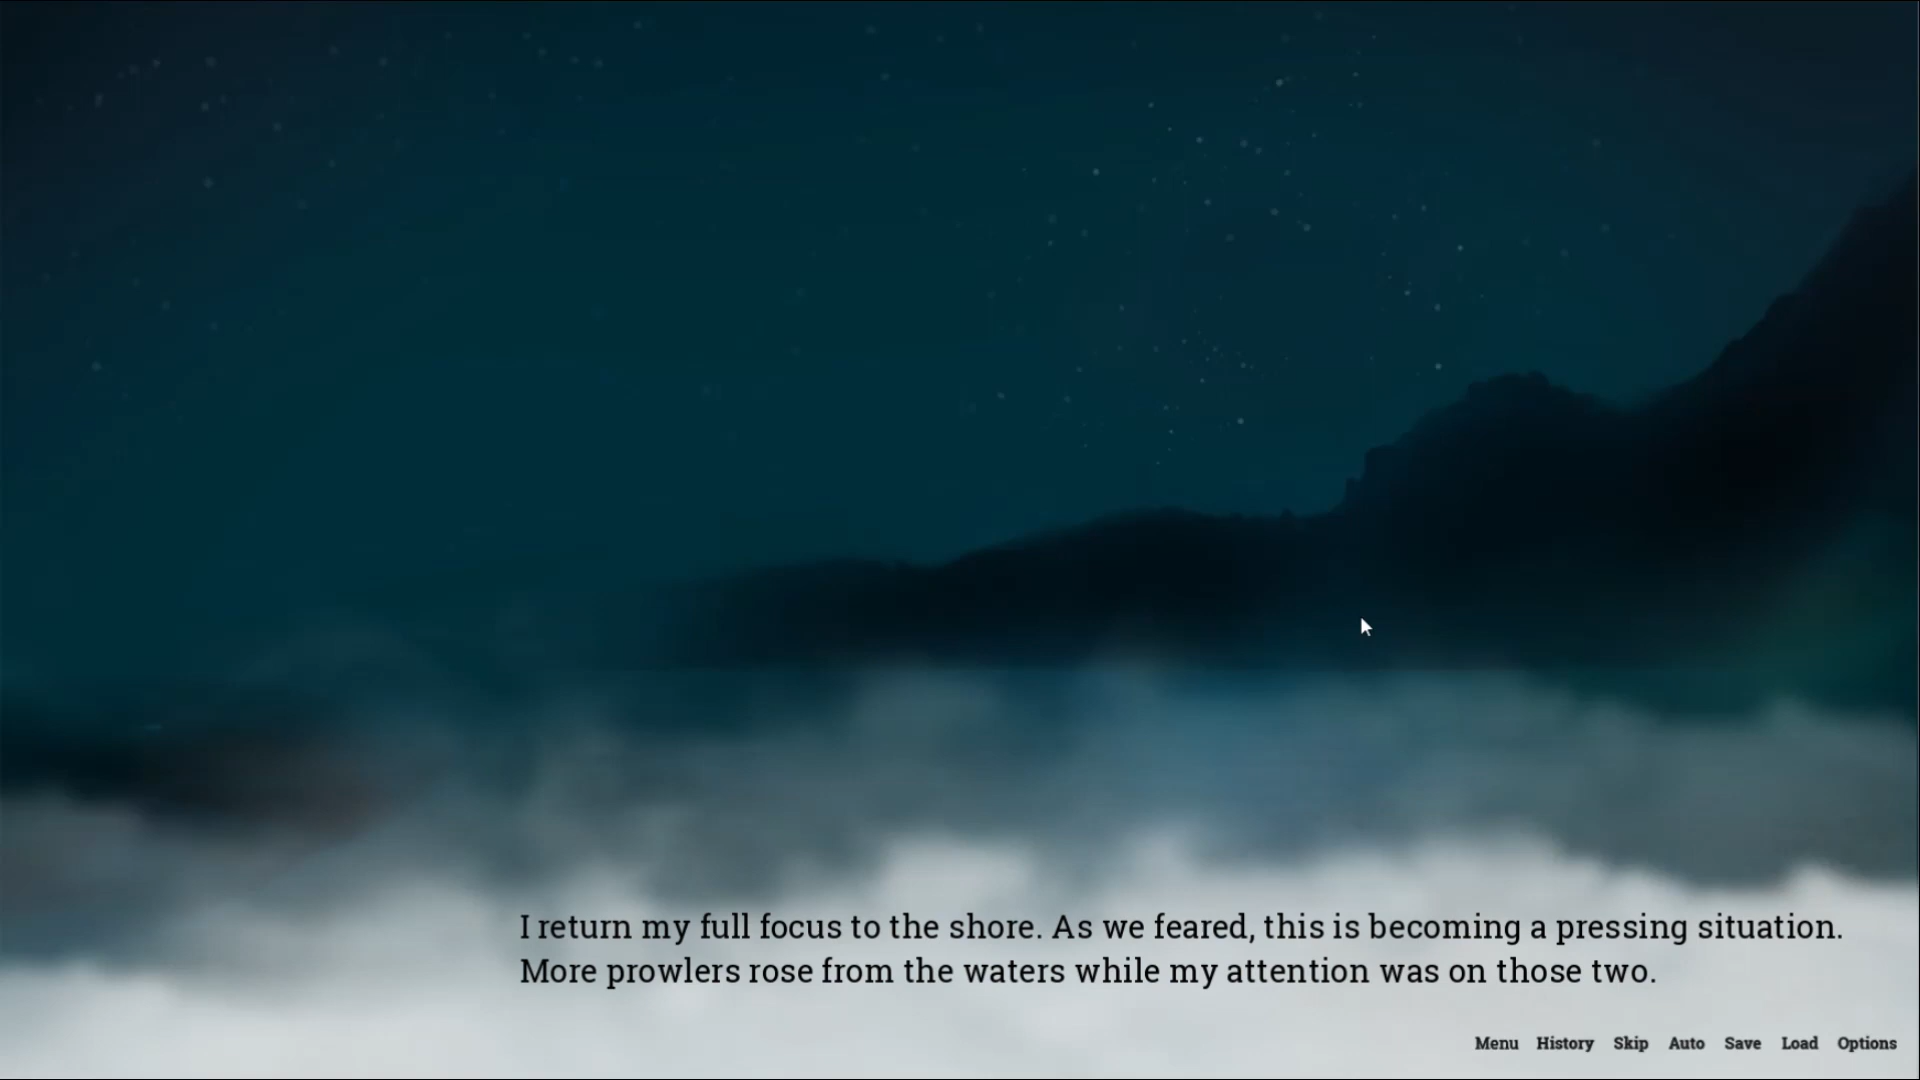 I return my full focus to the shore. As we feared, this is becoming a pressing situation.
More prowlers rose from the waters while my attention was on those two.
Menu History Skip Auto Save Load Options